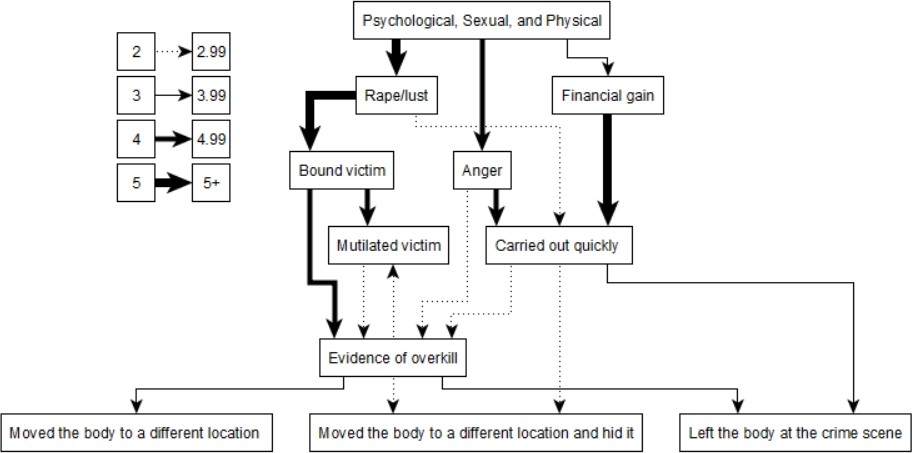 Psychological, Sexual, and Physical
2 2.99
3 3.99
4 4.99
5 5+
Rape/lust
Financial gain
Bound victim
Anger
Mutilated victim
Carried out quickly
Evidence of overkill
Moved the body to a different location
Moved the body to a different location and hid it
Left the body at the crime scene